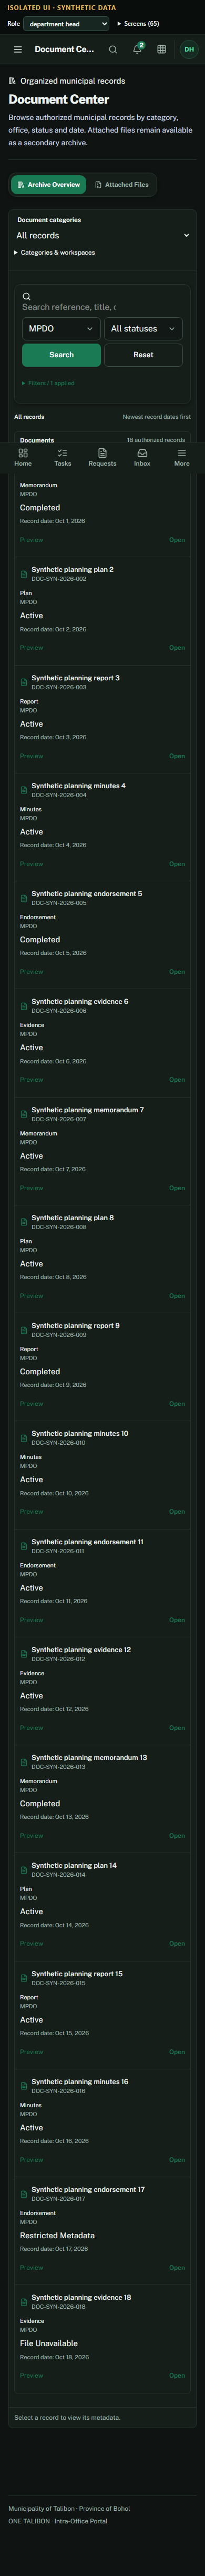 ISOLATED UI · SYNTHETIC DATA
Role department head Screens (65)
Document Ce... 2 DH
Organized municipal records
Document Center
Browse authorized municipal records by category,
office, status and date. Attached files remain available
as a secondary archive.
Archive Overview Attached Files
Document categories
All records
Categories & workspaces
Search reference, title, c
MPDO All statuses
Search Reset
Filters / 1 applied
All records Newest record dates first
Documents 18 authorized records
Home Tasks Requests Inbox More
Memorandum
MPDO
Completed
Record date: Oct 1, 2026
Preview Open
Synthetic planning plan 2
DOC-SYN-2026-002
Plan
MPDO
Active
Record date: Oct 2, 2026
Preview Open
Synthetic planning report 3
DOC-SYN-2026-003
Report
MPDO
Active
Record date: Oct 3, 2026
Preview Open
Synthetic planning minutes 4
DOC-SYN-2026-004
Minutes
MPDO
Active
Record date: Oct 4, 2026
Preview Open
Synthetic planning endorsement 5
DOC-SYN-2026-005
Endorsement
MPDO
Completed
Record date: Oct 5, 2026
Preview Open
Synthetic planning evidence 6
DOC-SYN-2026-006
Evidence
MPDO
Active
Record date: Oct 6, 2026
Preview Open
Synthetic planning memorandum 7
DOC-SYN-2026-007
Memorandum
MPDO
Active
Record date: Oct 7, 2026
Preview Open
Synthetic planning plan 8
DOC-SYN-2026-008
Plan
MPDO
Active
Record date: Oct 8, 2026
Preview Open
Synthetic planning report 9
DOC-SYN-2026-009
Report
MPDO
Completed
Record date: Oct 9, 2026
Preview Open
Synthetic planning minutes 10
DOC-SYN-2026-010
Minutes
MPDO
Active
Record date: Oct 10, 2026
Preview Open
Synthetic planning endorsement 11
DOC-SYN-2026-011
Endorsement
MPDO
Active
Record date: Oct 11, 2026
Preview Open
Synthetic planning evidence 12
DOC-SYN-2026-012
Evidence
MPDO
Active
Record date: Oct 12, 2026
Preview Open
Synthetic planning memorandum 13
DOC-SYN-2026-013
Memorandum
MPDO
Completed
Record date: Oct 13, 2026
Preview Open
Synthetic planning plan 14
DOC-SYN-2026-014
Plan
MPDO
Active
Record date: Oct 14, 2026
Preview Open
Synthetic planning report 15
DOC-SYN-2026-015
Report
MPDO
Active
Record date: Oct 15, 2026
Preview Open
Synthetic planning minutes 16
DOC-SYN-2026-016
Minutes
MPDO
Active
Record date: Oct 16, 2026
Preview Open
Synthetic planning endorsement 17
DOC-SYN-2026-017
Endorsement
MPDO
Restricted Metadata
Record date: Oct 17, 2026
Preview Open
Synthetic planning evidence 18
DOC-SYN-2026-018
Evidence
MPDO
File Unavailable
Record date: Oct 18, 2026
Preview Open
Select a record to view its metadata.
Municipality of Talibon · Province of Bohol
ONE TALIBON · Intra-Office Portal